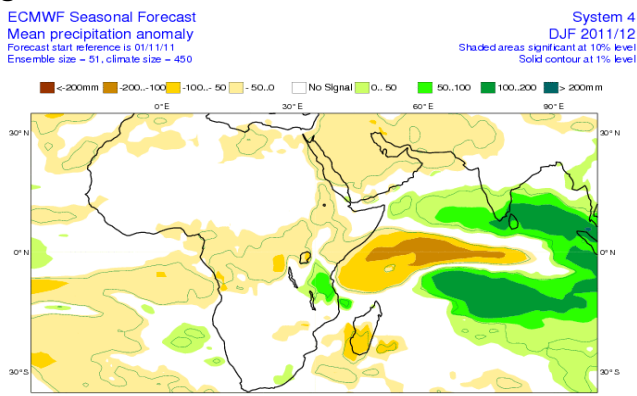 ECMWF Seasonal Forecast
System 4
Mean precipitation anomaly
DJF 2011/12
Forecast start reference is 01/11/11
Shaded areas significant at 10% level
Ensemble size = 51, climate size = 450
Solid contour at 1% level
<-200mm -200..-100 -100..- 50 - 50..0 No Signal 0.. 50 50..100 100..200 > 200mm
0°E 30°E 60°E 90°E
30°N 30°N
0°N 0°N
30°S 30°S